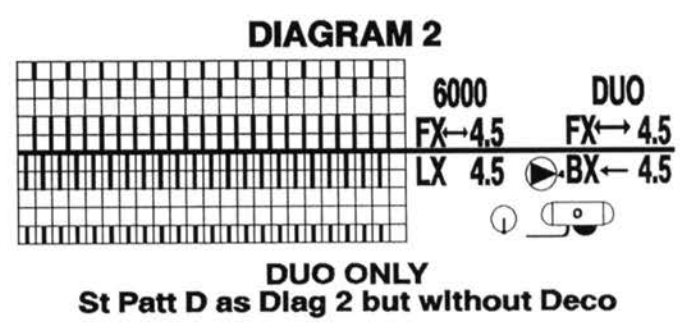 DIAGRAM 2
6000 DUO
FX↔4.5 FX↔ 4.5
LX 4.5 BX← 4.5
DUO ONLY
St Patt D as Diag 2 but without Deco